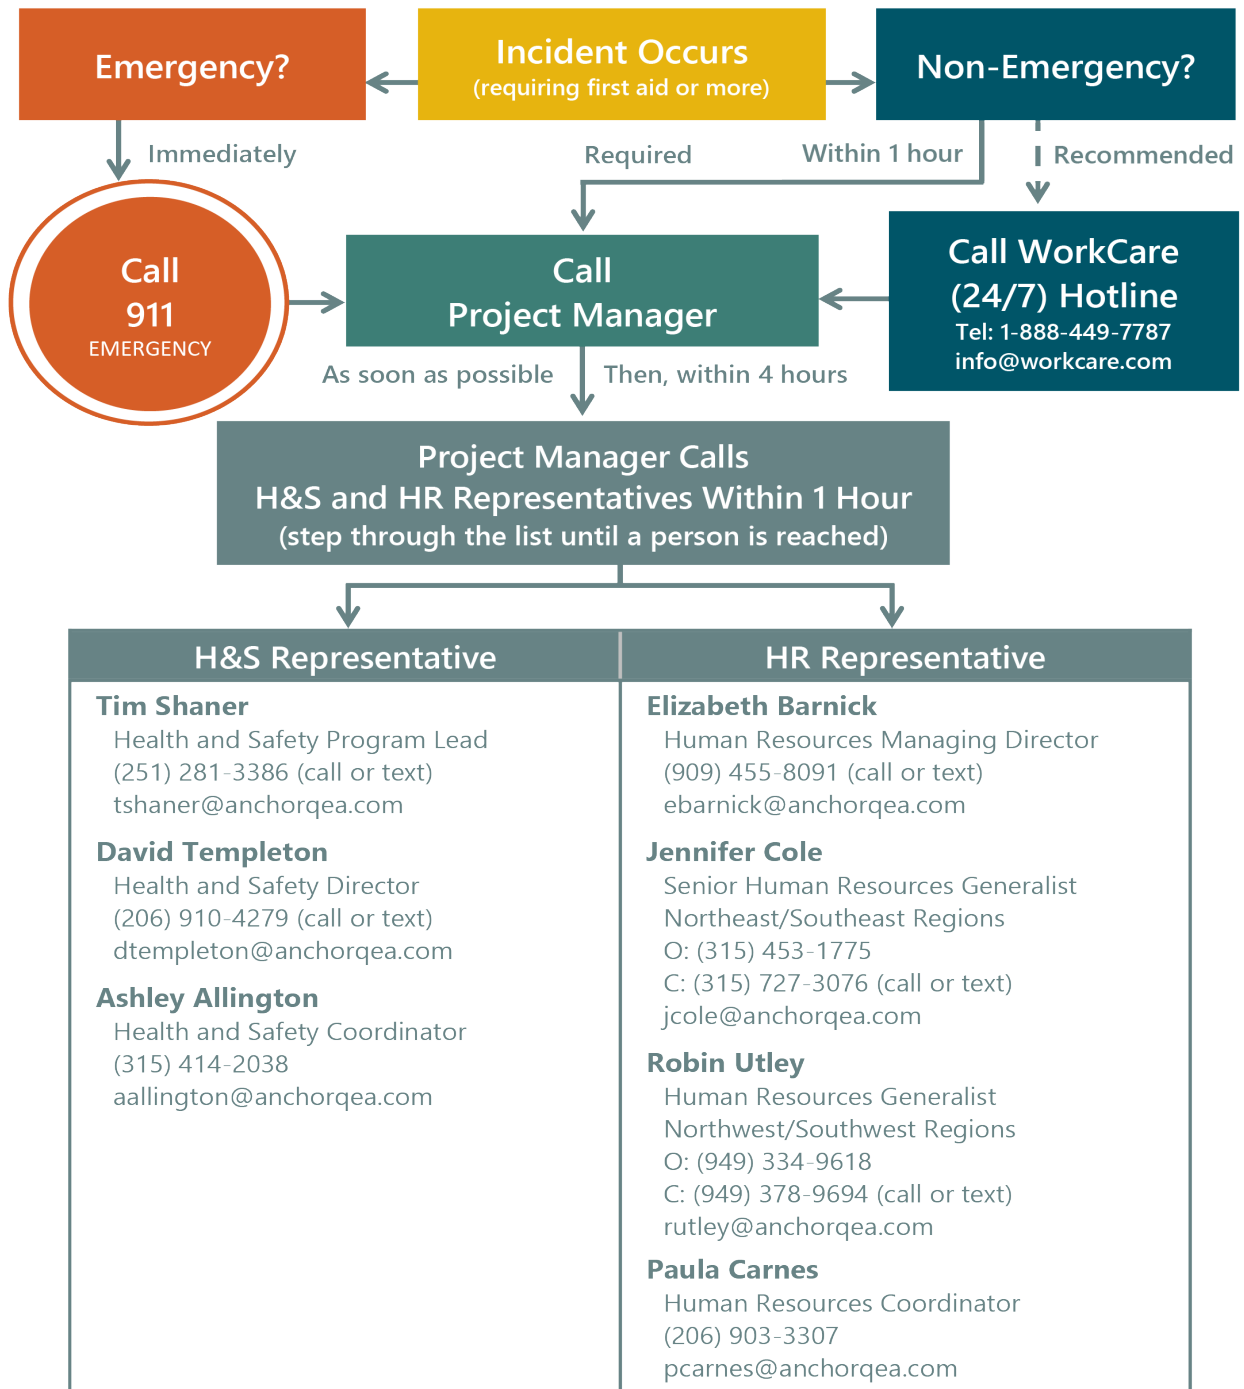 Emergency?
Incident Occurs
(requiring first aid or more)
Non-Emergency?
Immediately
Required
Within 1 hour
Recommended
Call
911
EMERGENCY
Call
Project Manager
Call WorkCare
(24/7) Hotline
Tel: 1-888-449-7787
info@workcare.com
As soon as possible
Then, within 4 hours
Project Manager Calls
H&S and HR Representatives Within 1 Hour
(step through the list until a person is reached)
H&S Representative
Tim Shaner
Health and Safety Program Lead
(251) 281-3386 (call or text)
tshaner@anchorqea.com
David Templeton
Health and Safety Director
(206) 910-4279 (call or text)
dtempleton@anchorqea.com
Ashley Allington
Health and Safety Coordinator
(315) 414-2038
aallington@anchorqea.com
HR Representative
Elizabeth Barnick
Human Resources Managing Director
(909) 455-8091 (call or text)
ebarnick@anchorqea.com
Jennifer Cole
Senior Human Resources Generalist
Northeast/Southeast Regions
O: (315) 453-1775
C: (315) 727-3076 (call or text)
jcole@anchorqea.com
Robin Utley
Human Resources Generalist
Northwest/Southwest Regions
O: (949) 334-9618
C: (949) 378-9694 (call or text)
rutley@anchorqea.com
Paula Carnes
Human Resources Coordinator
(206) 903-3307
pcarnes@anchorqea.com